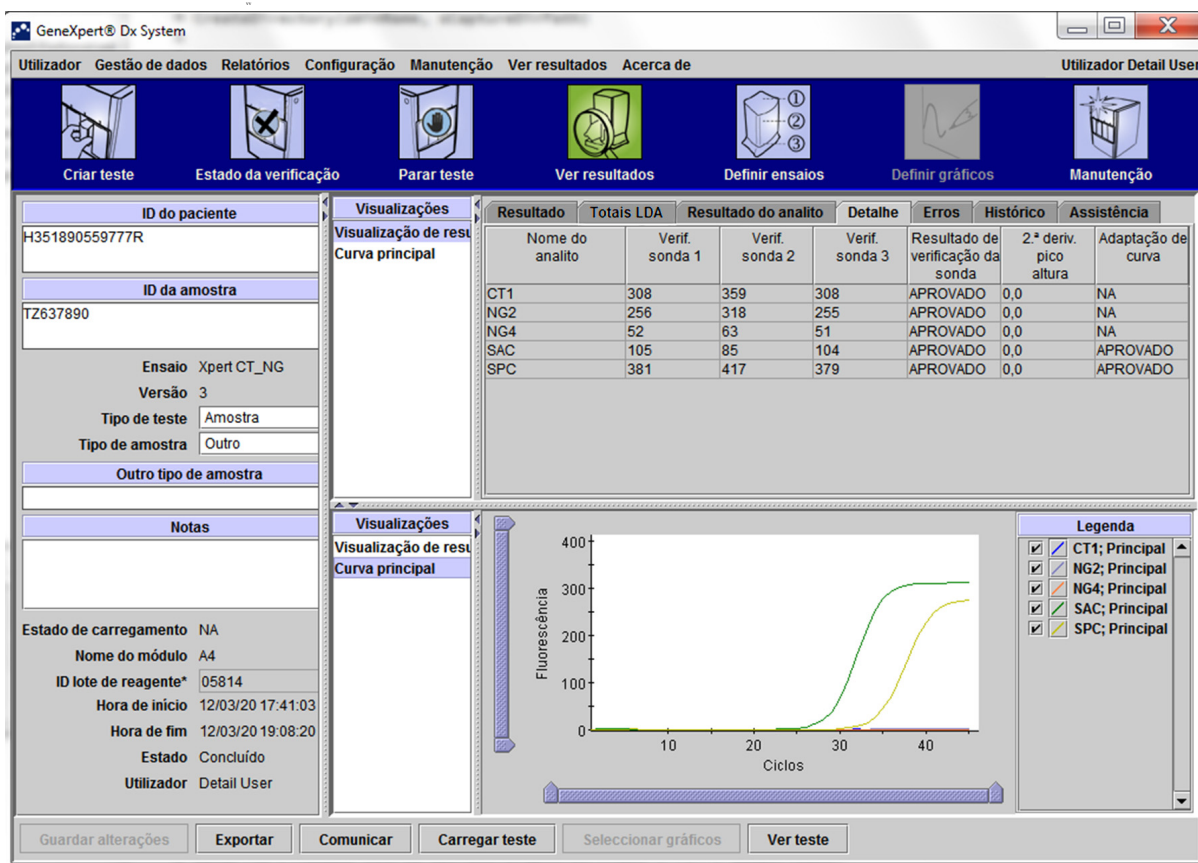 GeneXpert® Dx System
Utilizador Gestão de dados Relatórios Configuração Manutenção Ver resultados Acerca de Utilizador Detail User
Criar teste Estado da verificação Parar teste Ver resultados Definir ensaios Definir gráficos Manutenção
ID do paciente
H351890559777R
ID da amostra
TZ637890
Ensaio Xpert CT_NG
Versão 3
Tipo de teste Amostra
Tipo de amostra Outro
Outro tipo de amostra
Notas
Estado de carregamento NA
Nome do módulo A4
ID lote de reagente* 05814
Hora de início 12/03/20 17:41:03
Hora de fim 12/03/20 19:08:20
Estado Concluído
Utilizador Detail User
Visualizações
Visualização de resu
Curva principal
Resultado Totais LDA Resultado do analito Detalhe Erros Histórico Assistência
Nome do analito Verif. sonda 1 Verif. sonda 2 Verif. sonda 3 Resultado de verificação da sonda 2.ª deriv. pico altura Adaptação de curva
CT1 308 359 308 APROVADO 0,0 NA
NG2 256 318 255 APROVADO 0,0 NA
NG4 52 63 51 APROVADO 0,0 NA
SAC 105 85 104 APROVADO 0,0 APROVADO
SPC 381 417 379 APROVADO 0,0 APROVADO
Visualizações
Visualização de resu
Curva principal
Fluorescência
400
300
200
100
0
10 20 30 40
Ciclos
Legenda
CT1; Principal
NG2; Principal
NG4; Principal
SAC; Principal
SPC; Principal
Guardar alterações Exportar Comunicar Carregar teste Seleccionar gráficos Ver teste